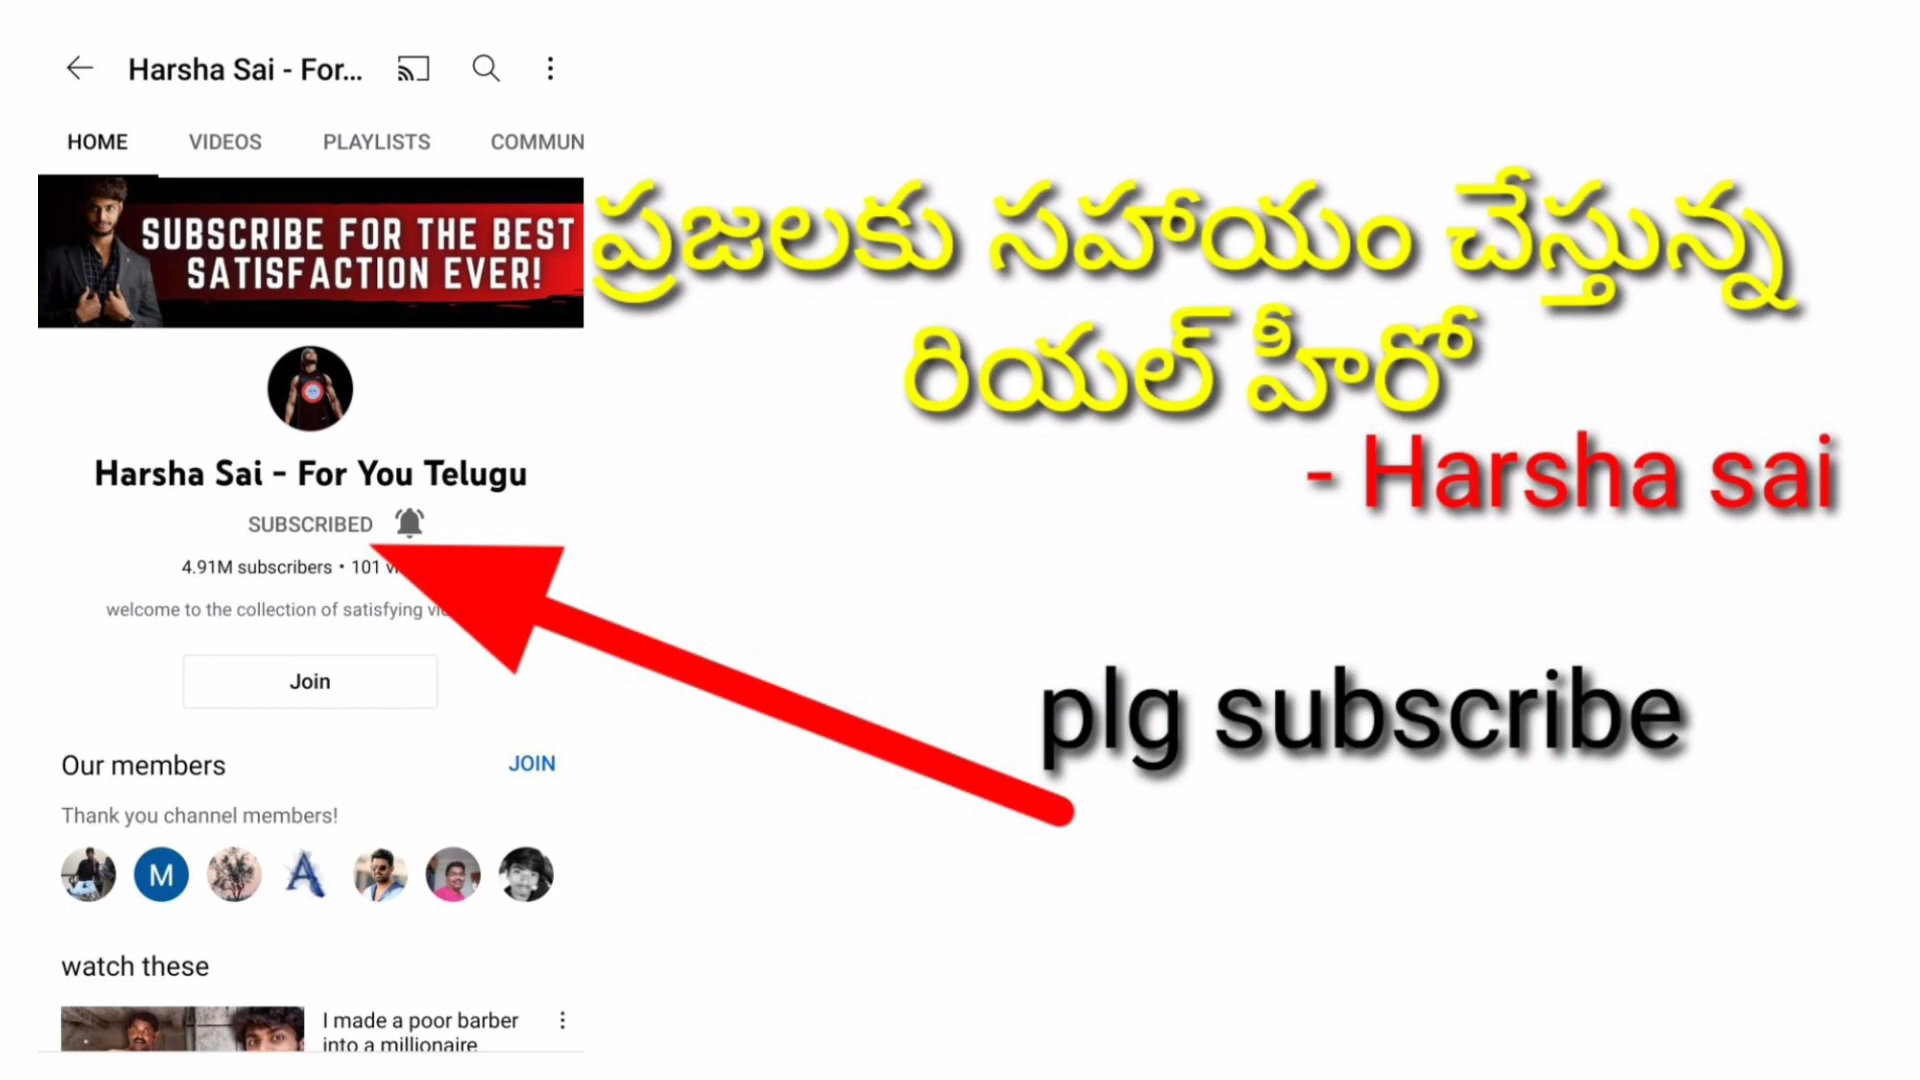 Harsha Sai - For...
HOME VIDEOS PLAYLISTS COMMUN
SUBSCRIBE FOR THE BEST
SATISFACTION EVER!
Harsha Sai - For You Telugu
SUBSCRIBED
4.91M subscribers • 101
welcome to the collection of satisfying
Join
Our members JOIN
Thank you channel members!
M
A
watch these
I made a poor barber
into a millionaire
ప్రజలకు సహాయం చేస్తున్న
రియల్ హీరో
- Harsha sai
plg subscribe